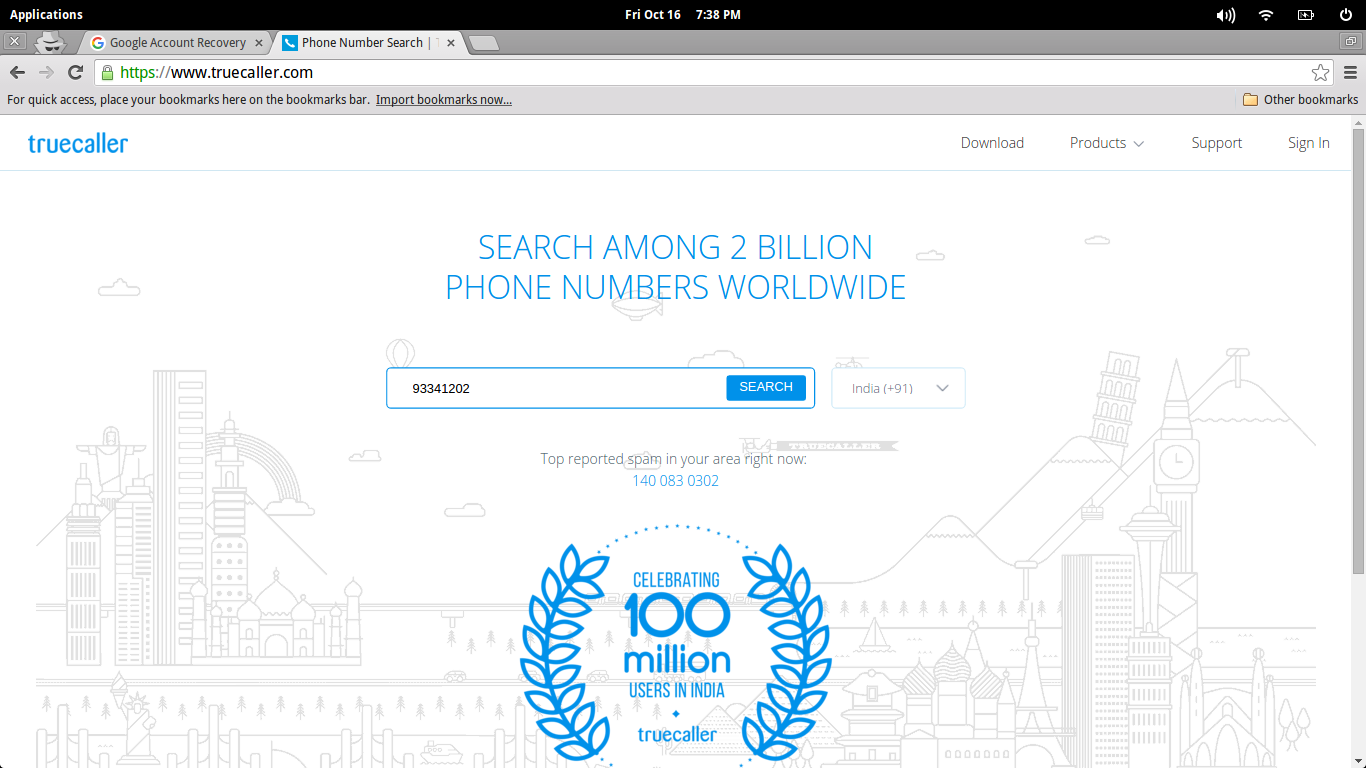 Applications
Fri Oct 16 7:38 PM
Google Account Recovery
Phone Number Search |
https://www.truecaller.com
For quick access, place your bookmarks here on the bookmarks bar. Import bookmarks now...
Other bookmarks
truecaller
Download
Products
Support
Sign In
SEARCH AMONG 2 BILLION
PHONE NUMBERS WORLDWIDE
93341202
SEARCH
India (+91)
TRUECALLER
Top reported spam in your area right now:
140 083 0302
CELEBRATING
100
million
USERS IN INDIA
truecaller